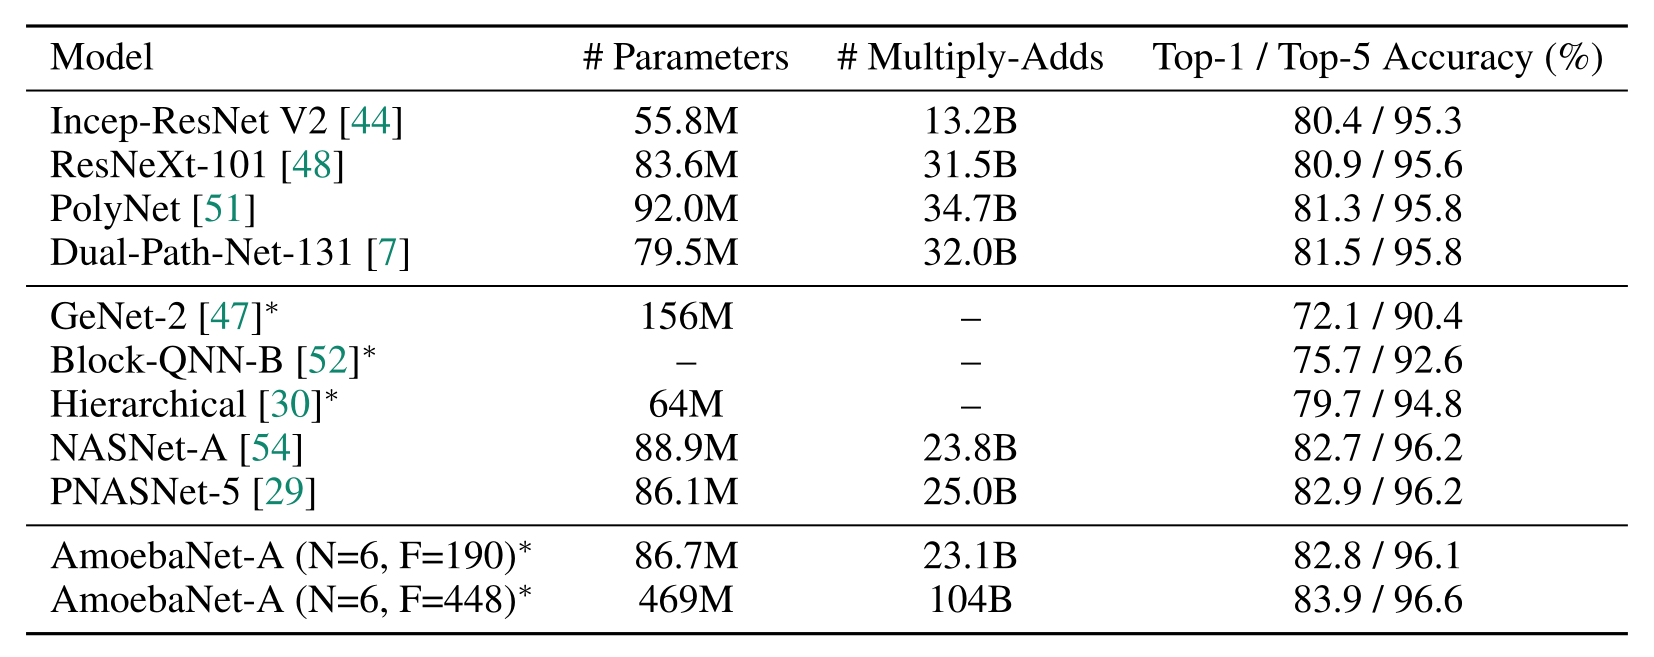 Model # Parameters # Multiply-Adds Top-1 / Top-5 Accuracy (%)
Incep-ResNet V2 [44] 55.8M 13.2B 80.4 / 95.3
ResNeXt-101 [48] 83.6M 31.5B 80.9 / 95.6
PolyNet [51] 92.0M 34.7B 81.3 / 95.8
Dual-Path-Net-131 [7] 79.5M 32.0B 81.5 / 95.8
GeNet-2 [47]* 156M – 72.1 / 90.4
Block-QNN-B [52]* – – 75.7 / 92.6
Hierarchical [30]* 64M – 79.7 / 94.8
NASNet-A [54] 88.9M 23.8B 82.7 / 96.2
PNASNet-5 [29] 86.1M 25.0B 82.9 / 96.2
AmoebaNet-A (N=6, F=190)* 86.7M 23.1B 82.8 / 96.1
AmoebaNet-A (N=6, F=448)* 469M 104B 83.9 / 96.6